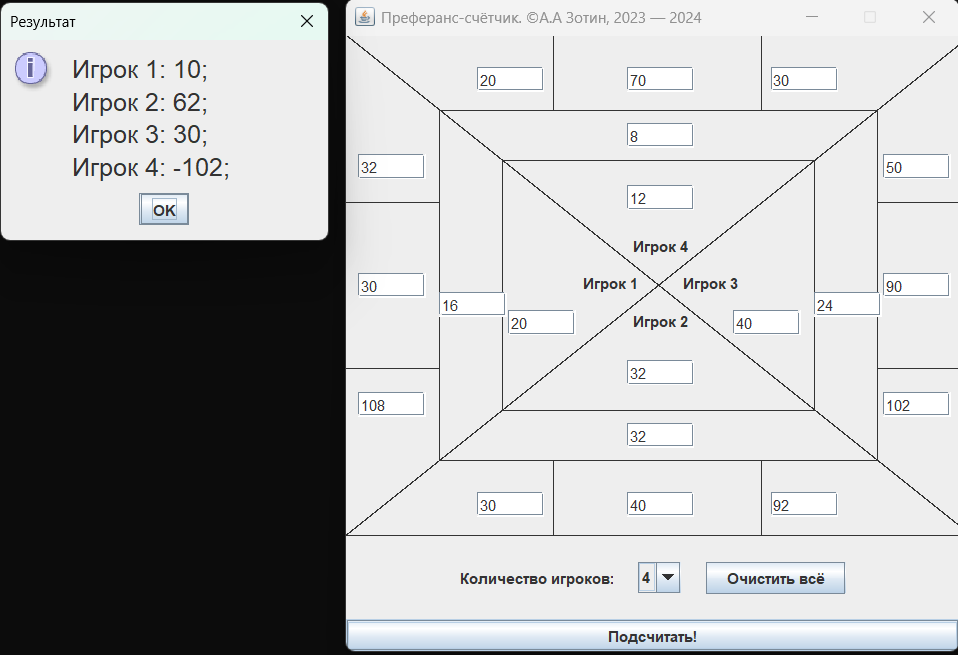 Результат
Игрок 1: 10;
Игрок 2: 62;
Игрок 3: 30;
Игрок 4: -102;
OK
Преферанс-счётчик. ©А.А Зотин, 2023 — 2024
20 70 30
8
32 50
12
Игрок 4
Игрок 1 Игрок 3
30 90
16 24
20 40
Игрок 2
32
108 102
32
30 40 92
Количество игроков: 4 Очистить всё
Подсчитать!